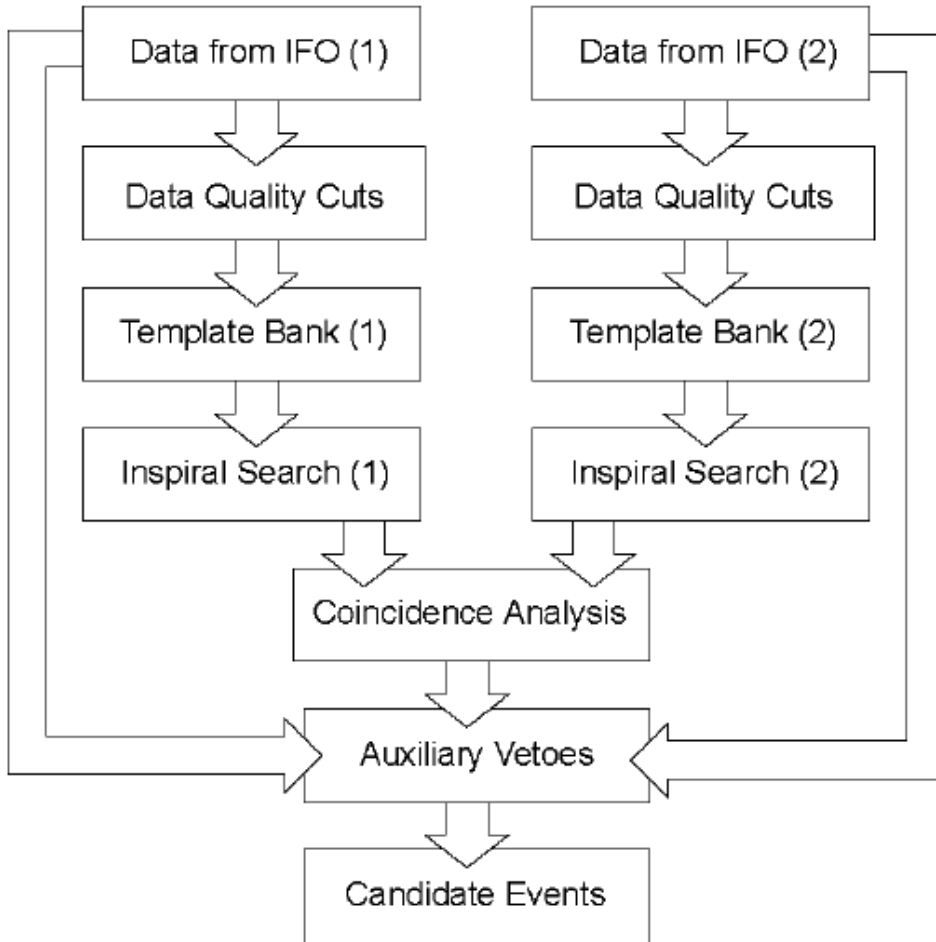 Data from IFO (1)
Data from IFO (2)
Data Quality Cuts
Data Quality Cuts
Template Bank (1)
Template Bank (2)
Inspiral Search (1)
Inspiral Search (2)
Coincidence Analysis
Auxiliary Vetoes
Candidate Events